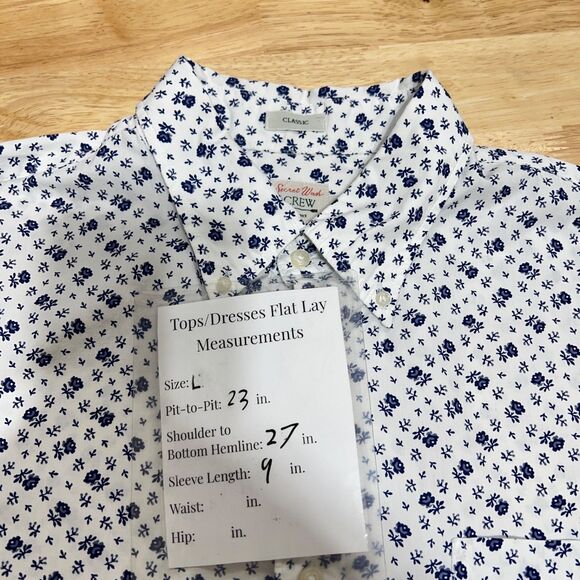 CLASSIC
Secret Wash
CREW
Tops/Dresses Flat Lay
Measurements
Size: L
Pit-to-Pit: 23 in.
Shoulder to
Bottom Hemline: 27 in.
Sleeve Length: 9 in.
Waist: in.
Hip: in.